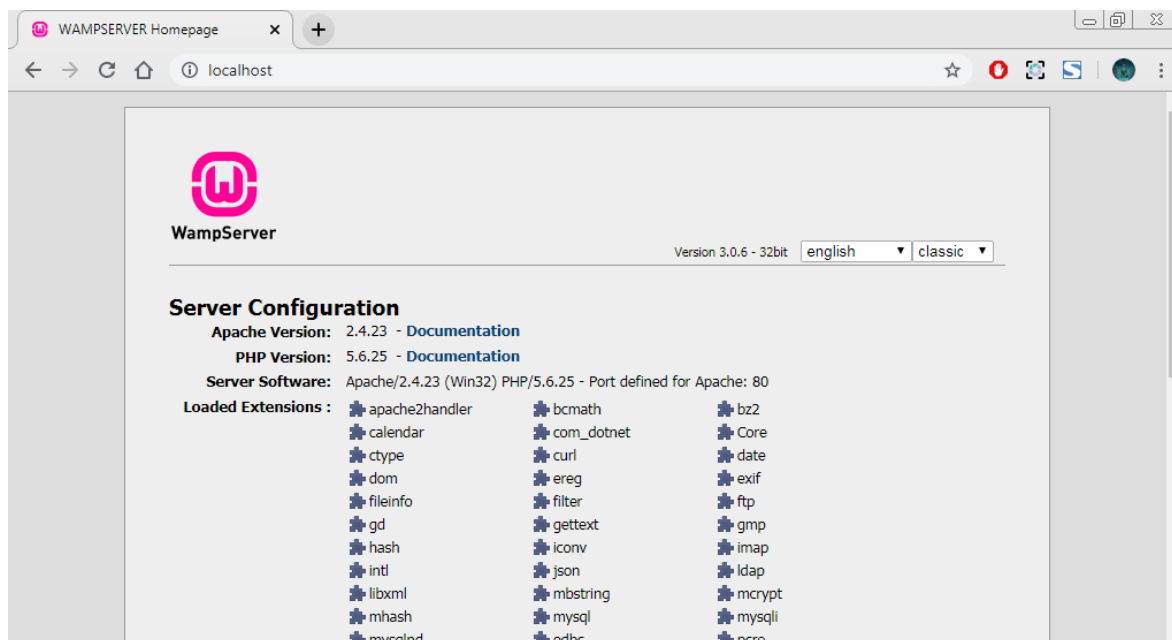 WAMPSERVER Homepage
localhost
WampServer
Version 3.0.6 - 32bit english classic
Server Configuration
Apache Version: 2.4.23 - Documentation
PHP Version: 5.6.25 - Documentation
Server Software: Apache/2.4.23 (Win32) PHP/5.6.25 - Port defined for Apache: 80
Loaded Extensions : apache2handler bcmath bz2
calendar com_dotnet Core
ctype curl date
dom ereg exif
fileinfo filter ftp
gd gettext gmp
hash iconv imap
intl json ldap
libxml mbstring mcrypt
mhash mysql mysqli
mysqlnd odbc pcre